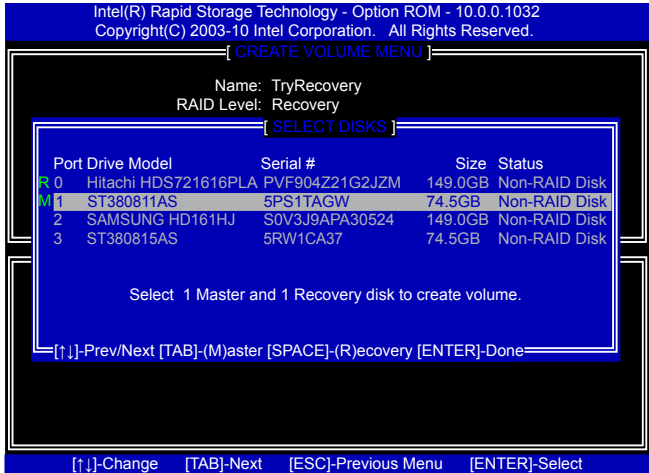 Intel(R) Rapid Storage Technology - Option ROM - 10.0.0.1032
Copyright(C) 2003-10 Intel Corporation. All Rights Reserved.
[ CREATE VOLUME MENU ]
Name: TryRecovery
RAID Level: Recovery
[ SELECT DISKS ]
Port Drive Model Serial # Size Status
R 0 Hitachi HDS721616PLA PVF904Z21G2JZM 149.0GB Non-RAID Disk
M 1 ST380811AS 5PS1TAGW 74.5GB Non-RAID Disk
2 SAMSUNG HD161HJ S0V3J9APA30524 149.0GB Non-RAID Disk
3 ST380815AS 5RW1CA37 74.5GB Non-RAID Disk
Select 1 Master and 1 Recovery disk to create volume.
[↑↓]-Prev/Next [TAB]-(M)aster [SPACE]-(R)ecovery [ENTER]-Done
[↑↓]-Change [TAB]-Next [ESC]-Previous Menu [ENTER]-Select